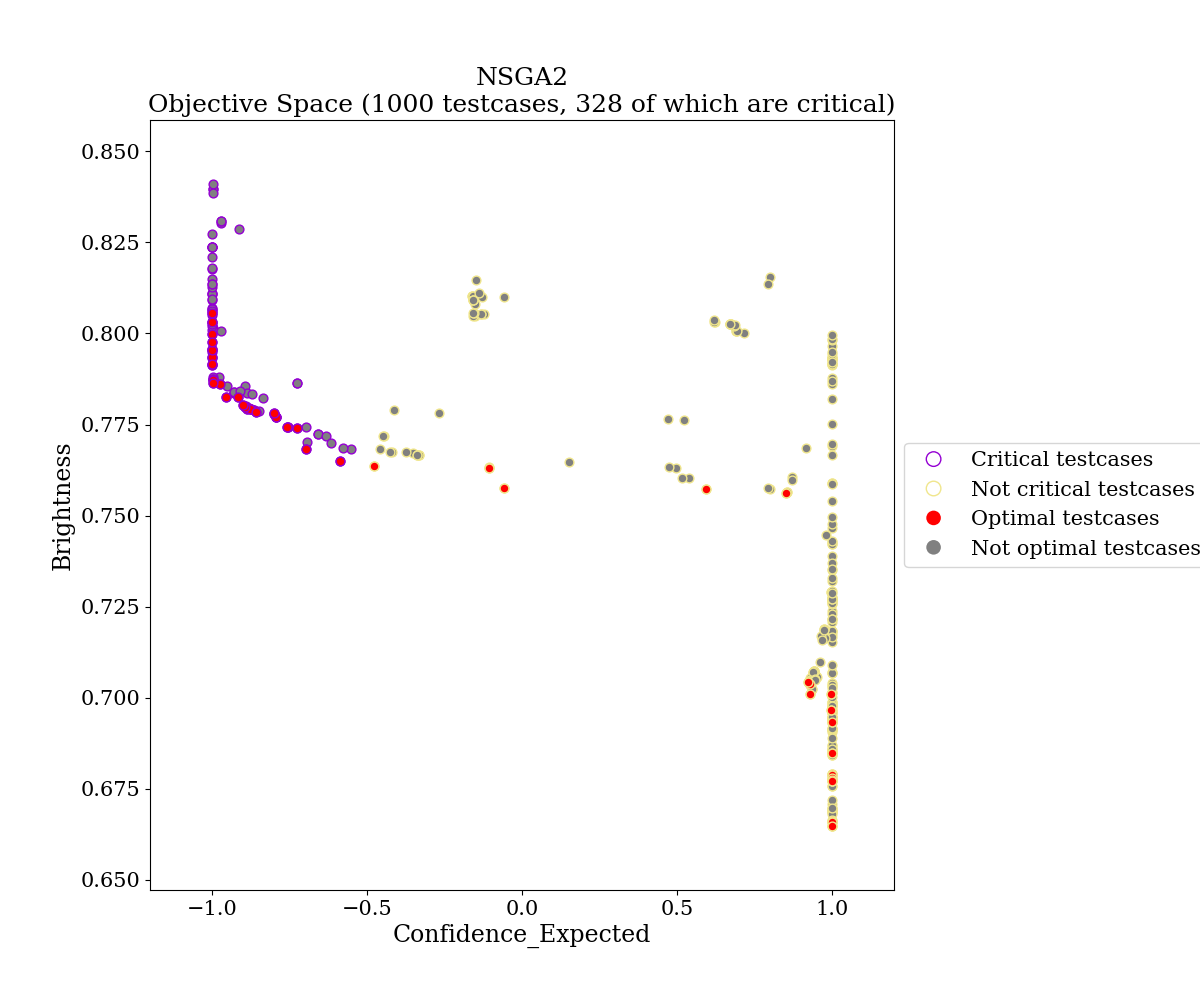 NSGA2
Objective Space (1000 testcases, 328 of which are critical)
0.850
0.825
0.800
0.775
0.750
0.725
0.700
0.675
0.650
Brightness
−1.0
−0.5
0.0
0.5
1.0
Confidence_Expected
Critical testcases
Not critical testcases
Optimal testcases
Not optimal testcases